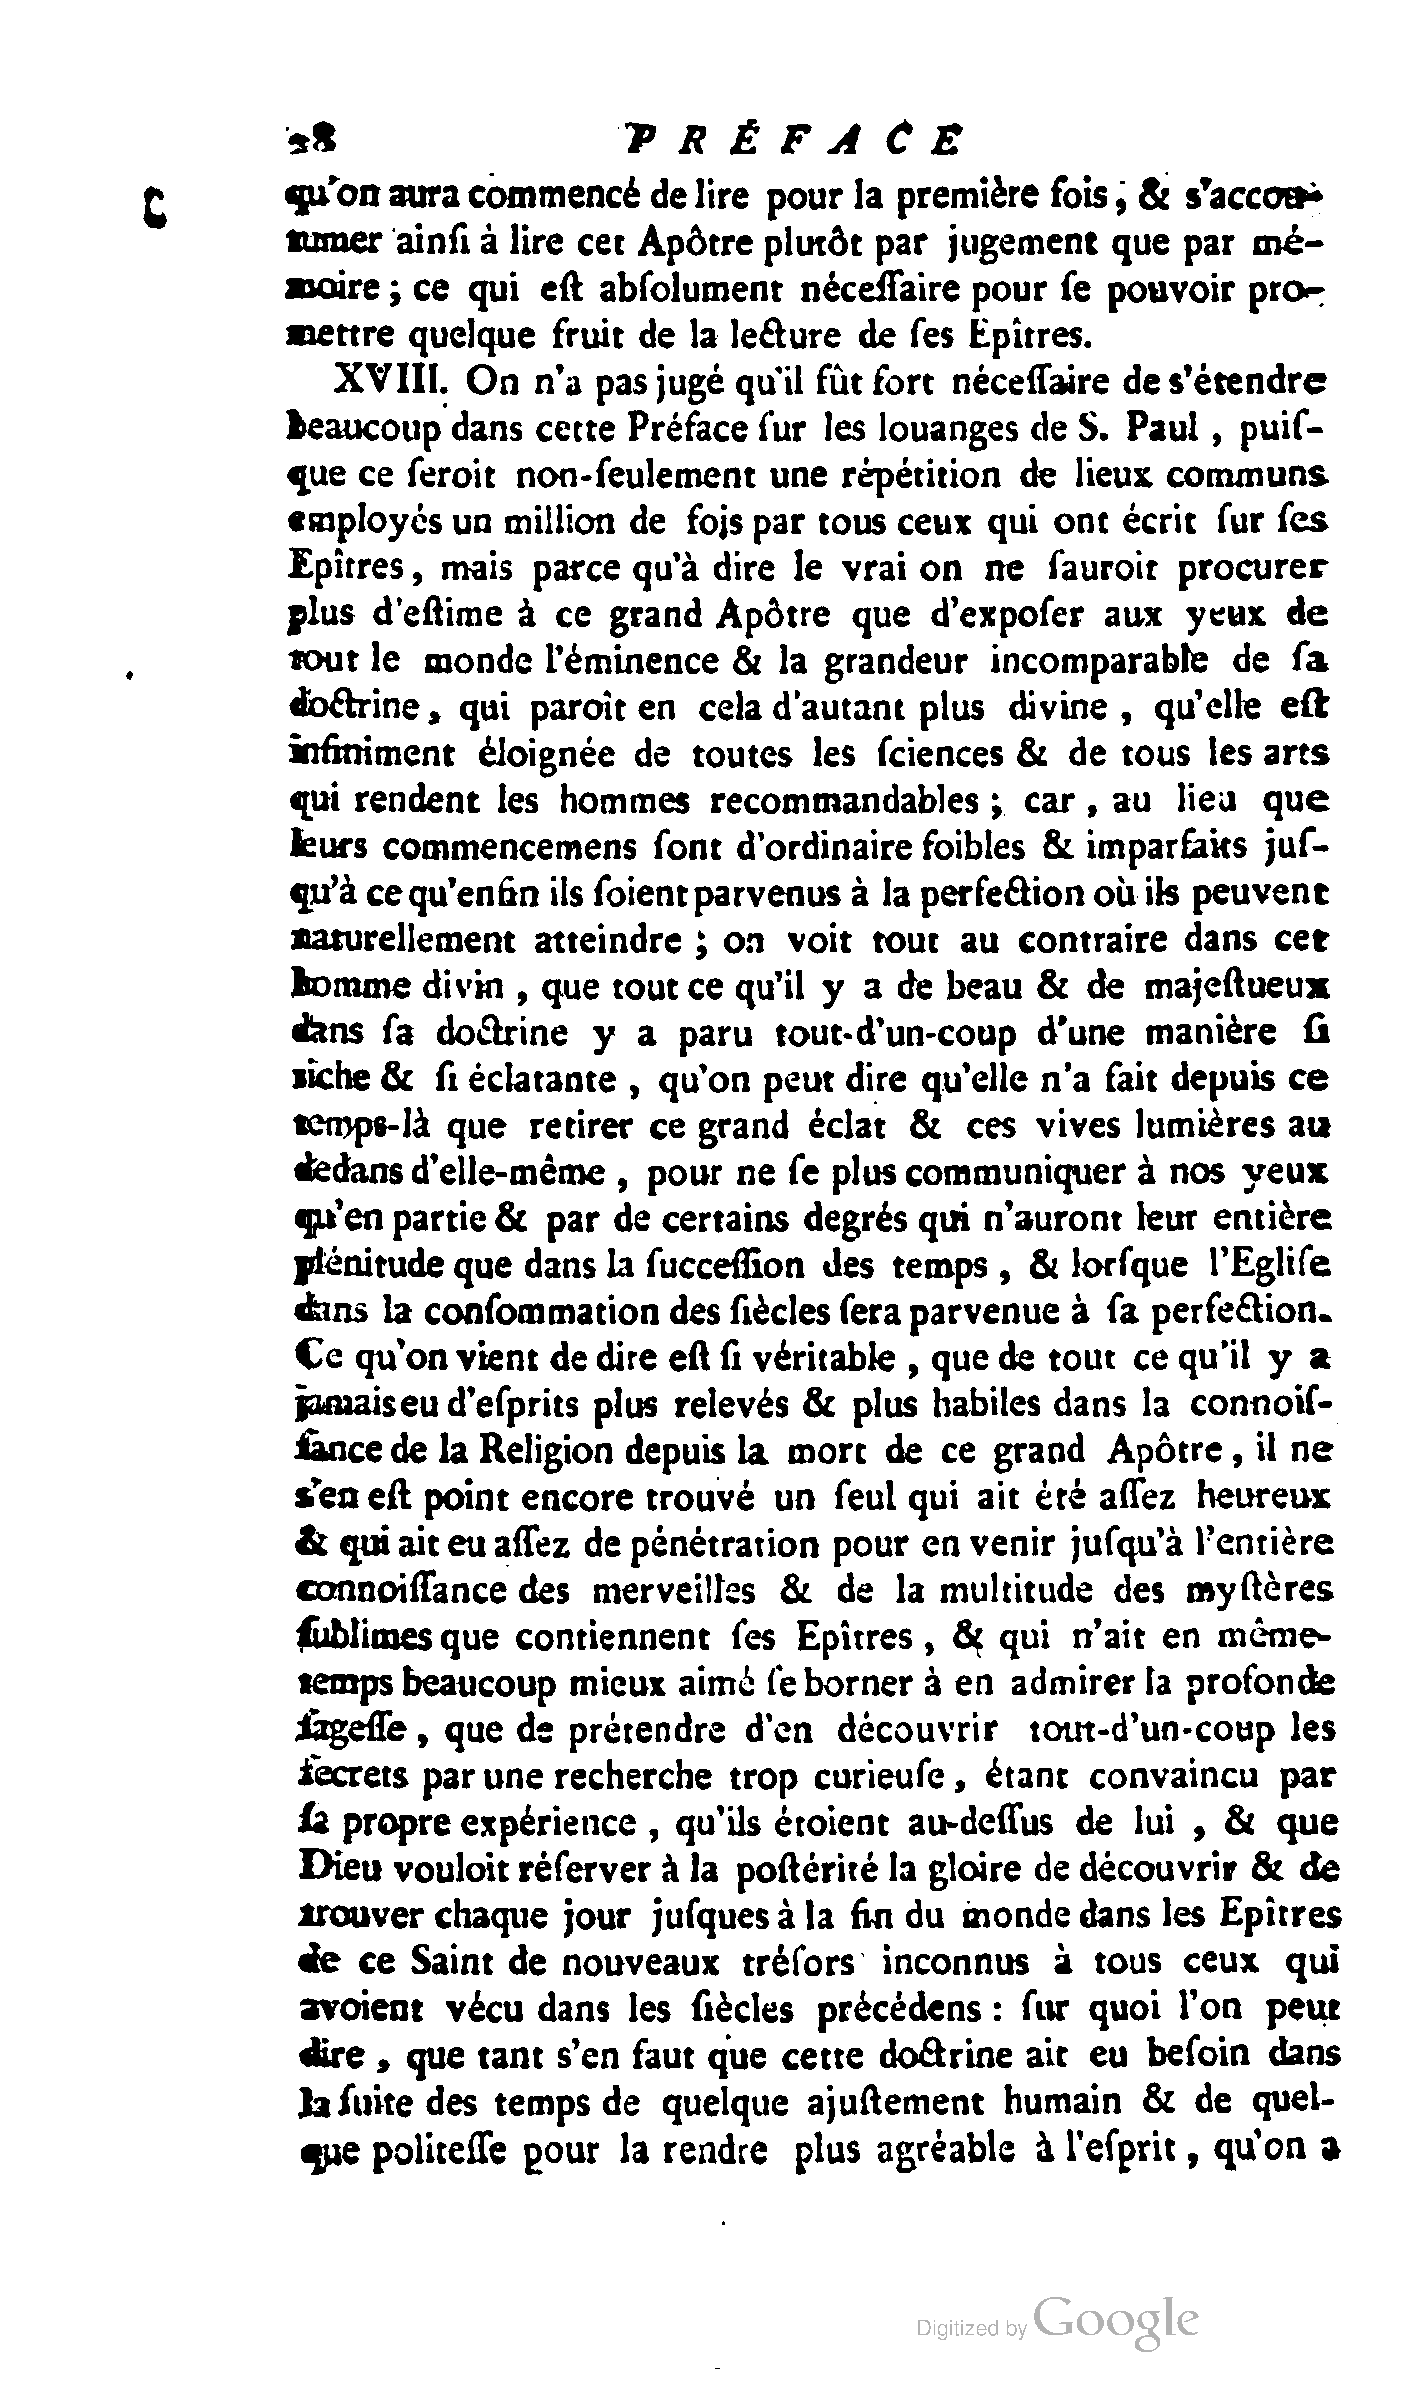 28 PRÉFACE
qu'on aura commencé de lire pour la première fois, & s'accou-
tumer ainſi à lire cet Apôtre plutôt par jugement que par mé-
moire ; ce qui eſt abſolument néceſſaire pour ſe pouvoir pro-
mettre quelque fruit de la lecture de ſes Epîtres.
XVIII. On n'a pas jugé qu'il fût fort néceſſaire de s'étendre
beaucoup dans cette Préface ſur les louanges de S. Paul , puiſ-
que ce ſeroit non-ſeulement une répétition de lieux communs
employés un million de fois par tous ceux qui ont écrit ſur ſes
Epîtres, mais parce qu'à dire le vrai on ne ſauroit procurer
plus d'eſtime à ce grand Apôtre que d'expoſer aux yeux de
tout le monde l'éminence & la grandeur incomparable de ſa
doctrine, qui paroît en cela d'autant plus divine , qu'elle eſt
infiniment éloignée de toutes les ſciences & de tous les arts
qui rendent les hommes recommandables ; car , au lieu que
leurs commencemens ſont d'ordinaire foibles & imparfaits juſ-
qu'à ce qu'enfin ils ſoient parvenus à la perfection où ils peuvent
naturellement atteindre ; on voit tout au contraire dans cet
homme divin , que tout ce qu'il y a de beau & de majeſtueux
dans ſa doctrine y a paru tout-d'un-coup d'une manière ſi
riche & ſi éclatante , qu'on peut dire qu'elle n'a fait depuis ce
temps-là que retirer ce grand éclat & ces vives lumières au
dedans d'elle-même , pour ne ſe plus communiquer à nos yeux
qu'en partie & par de certains degrés qui n'auront leur entière
plénitude que dans la ſucceſſion des temps , & lorſque l'Egliſe
dans la conſommation des ſiècles ſera parvenue à ſa perfection.
Ce qu'on vient de dire eſt ſi véritable , que de tout ce qu'il y a
jamais eu d'eſprits plus relevés & plus habiles dans la connoiſ-
ſance de la Religion depuis la mort de ce grand Apôtre , il ne
s'en eſt point encore trouvé un ſeul qui ait été aſſez heureux
& qui ait eu aſſez de pénétration pour en venir juſqu'à l'entière
connoiſſance des merveilles & de la multitude des myſtères
ſublimes que contiennent ſes Epîtres , & qui n'ait en même-
temps beaucoup mieux aimé ſe borner à en admirer la profonde
ſageſſe , que de prétendre d'en découvrir tout-d'un-coup les
ſecrets par une recherche trop curieuſe, étant convaincu par
ſa propre expérience , qu'ils étoient au-deſſus de lui , & que
Dieu vouloit réſerver à la poſtérité la gloire de découvrir & de
trouver chaque jour juſques à la fin du monde dans les Epîtres
de ce Saint de nouveaux tréſors inconnus à tous ceux qui
avoient vécu dans les ſiècles précédens : ſur quoi l'on peut
dire , que tant s'en faut que cette doctrine ait eu beſoin dans
la ſuite des temps de quelque ajuſtement humain & de quel-
que politeſſe pour la rendre plus agréable à l'eſprit , qu'on a
Digitized by Google